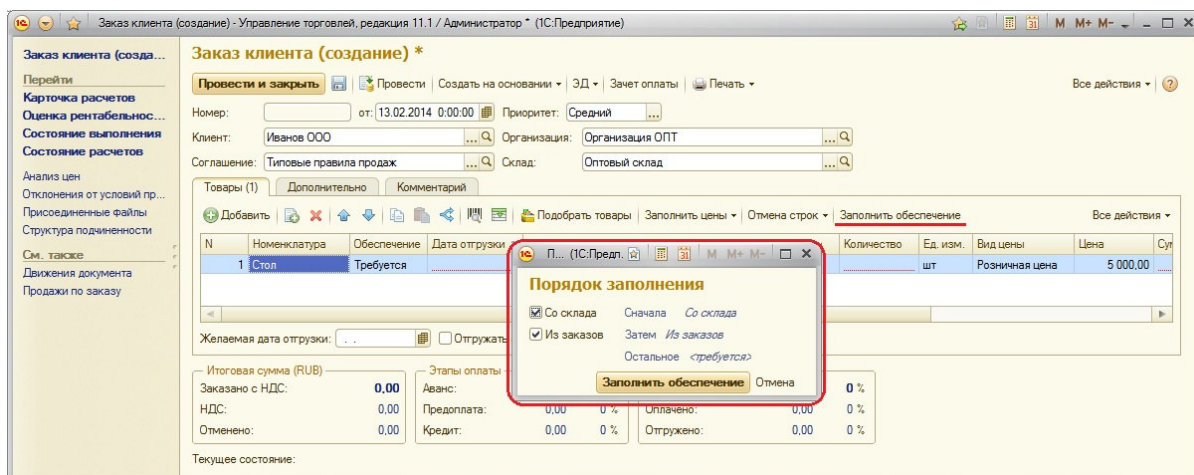 Заказ клиента (создание) - Управление торговлей, редакция 11.1 / Администратор * (1С:Предприятие)
M M+ M-
Заказ клиента (созда...
Перейти
Карточка расчетов
Оценка рентабельнос...
Состояние выполнения
Состояние расчетов
Анализ цен
Отклонения от условий пр...
Присоединенные файлы
Структура подчиненности
См. также
Движения документа
Продажи по заказу
Заказ клиента (создание) *
Провести и закрыть Провести Создать на основании ЭД Зачет оплаты Печать Все действия
Номер: от: 13.02.2014 0:00:00 Приоритет: Средний ...
Клиент: Иванов ООО ... Организация: Организация ОПТ ...
Соглашение: Типовые правила продаж ... Склад: Оптовый склад ...
Товары (1) Дополнительно Комментарий
Добавить Подобрать товары Заполнить цены Отмена строк Заполнить обеспечение Все действия
N Номенклатура Обеспечение Дата отгрузки Количество Ед. изм. Вид цены Цена Сум
1 Стол Требуется шт Розничная цена 5 000,00
П... (1С:Предп. M M+ M-
Порядок заполнения
Со склада Сначала Со склада
Из заказов Затем Из заказов
Остальное <требуется>
Заполнить обеспечение Отмена
Желаемая дата отгрузки: . . Отгружать
Итоговая сумма (RUB) Этапы оплаты
Заказано с НДС: 0,00 Аванс: 0 %
НДС: 0,00 Предоплата: 0,00 0 % Оплачено: 0,00 0 %
Отменено: 0,00 Кредит: 0,00 0 % Отгружено: 0,00 0 %
Текущее состояние: